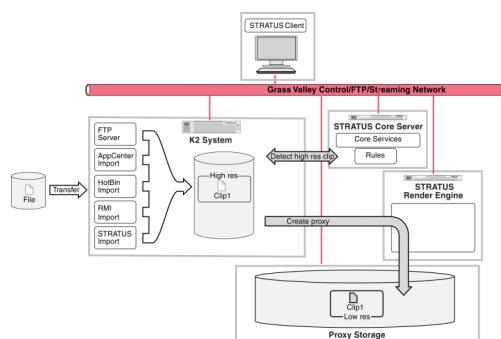 STRATUS Client
Grass Valley Control/FTP/Streaming Network
K2 System
STRATUS Core Server
Core Services
Rules
FTP
Server
AppCenter
Import
HotBin
Import
RMI
Import
STRATUS
Import
File
Transfer
High res
Clip1
Detect high res clip
STRATUS
Render Engine
Create proxy
Clip1
Low res
Proxy Storage